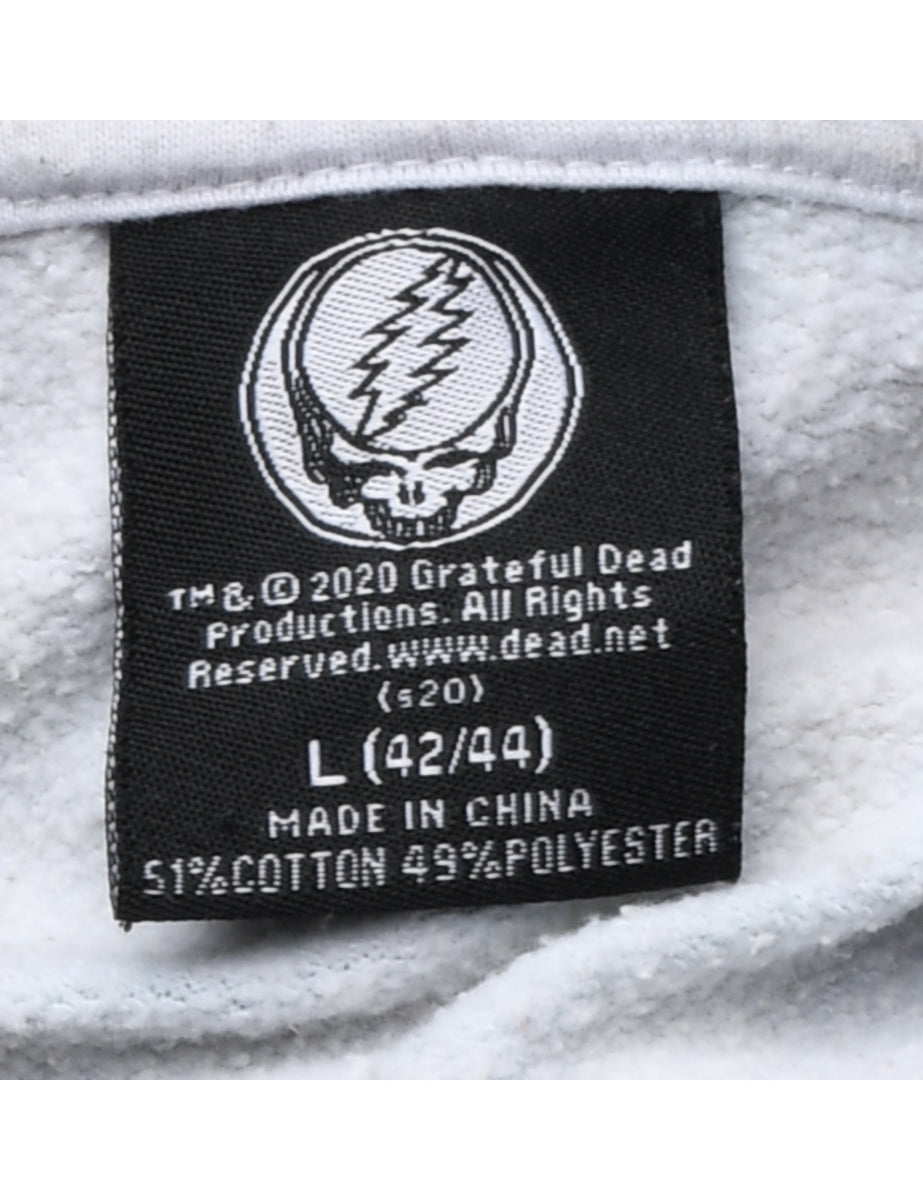 TM & © 2020 Grateful Dead
Productions. All Rights
Reserved. www.dead.net
(s20)
L (42/44)
MADE IN CHINA
51%COTTON 49%POLYESTER